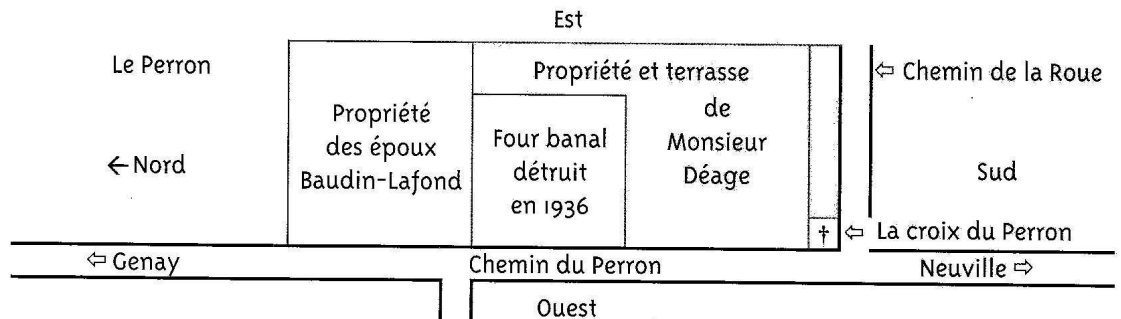 Est
Le Perron
Propriété
des époux
Baudin-Lafond
Propriété et terrasse
de
Monsieur
Déage
Four banal
détruit
en 1936
⇦ Chemin de la Roue
←Nord
Sud
† ⇦ La croix du Perron
⇦ Genay
Chemin du Perron
Neuville ⇨
Ouest